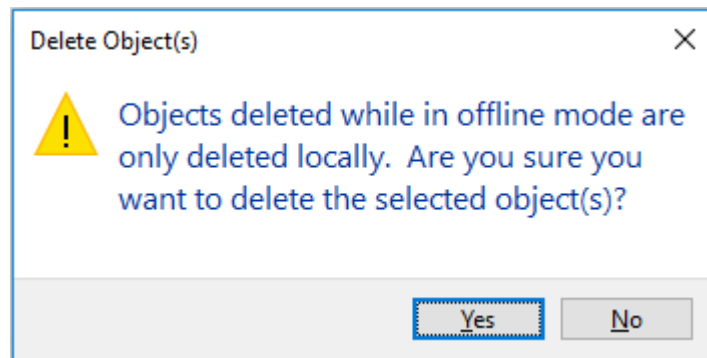 Delete Object(s)
Objects deleted while in offline mode are
only deleted locally.  Are you sure you
want to delete the selected object(s)?
Yes
No